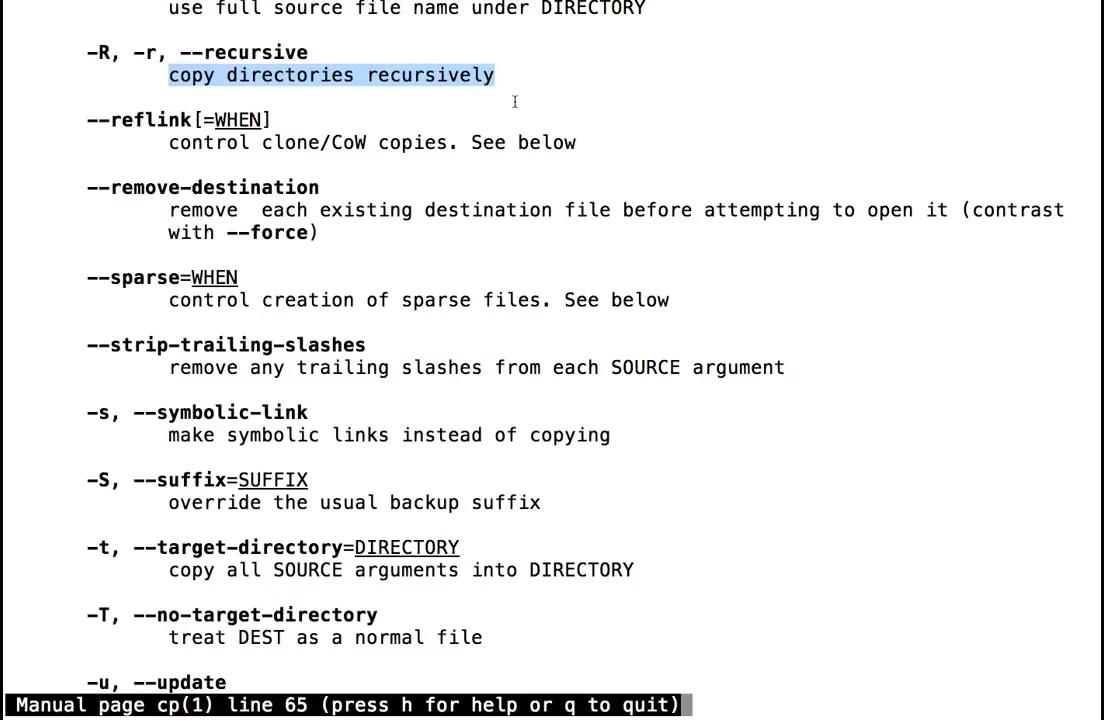 use full source file name under DIRECTORY
-R, -r, --recursive
copy directories recursively
--reflink[=WHEN]
control clone/CoW copies. See below
--remove-destination
remove  each existing destination file before attempting to open it (contrast
with --force)
--sparse=WHEN
control creation of sparse files. See below
--strip-trailing-slashes
remove any trailing slashes from each SOURCE argument
-s, --symbolic-link
make symbolic links instead of copying
-S, --suffix=SUFFIX
override the usual backup suffix
-t, --target-directory=DIRECTORY
copy all SOURCE arguments into DIRECTORY
-T, --no-target-directory
treat DEST as a normal file
-u, --update
Manual page cp(1) line 65 (press h for help or q to quit)